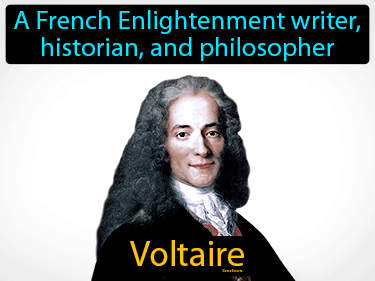 A French Enlightenment writer,
historian, and philosopher
Voltaire